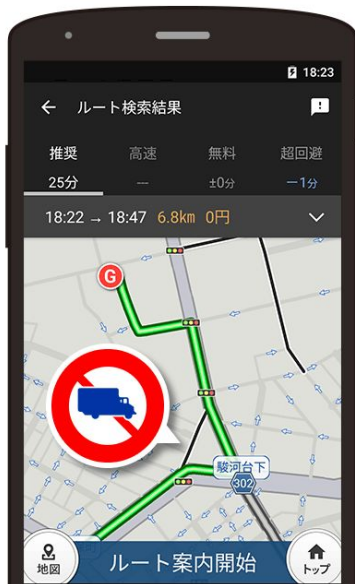 18:23
ルート検索結果
推奨 高速 無料 超回避
25分 --- ±0分 −1分
18:22 → 18:47 6.8km 0円
G
駿河台下
302
地図
ルート案内開始
トップ